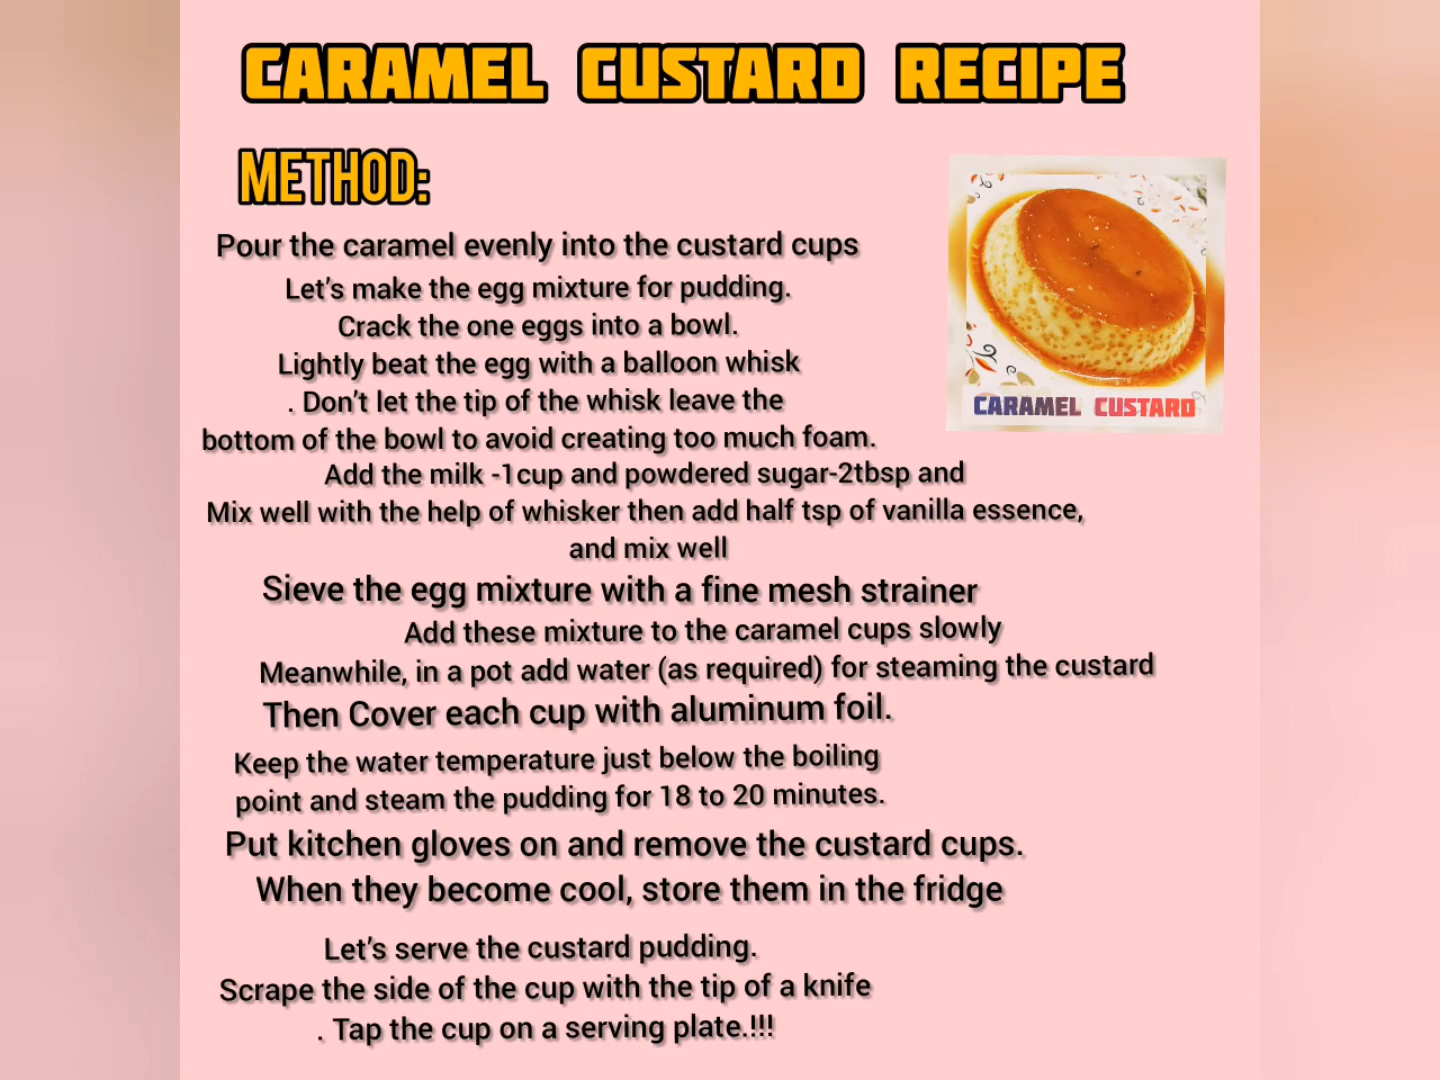 CARAMEL CUSTARD RECIPE
METHOD:
Pour the caramel evenly into the custard cups
Let's make the egg mixture for pudding.
Crack the one eggs into a bowl.
Lightly beat the egg with a balloon whisk
. Don't let the tip of the whisk leave the
bottom of the bowl to avoid creating too much foam.
Add the milk -1cup and powdered sugar-2tbsp and
Mix well with the help of whisker then add half tsp of vanilla essence,
and mix well
Sieve the egg mixture with a fine mesh strainer
Add these mixture to the caramel cups slowly
Meanwhile, in a pot add water (as required) for steaming the custard
Then Cover each cup with aluminum foil.
Keep the water temperature just below the boiling
point and steam the pudding for 18 to 20 minutes.
Put kitchen gloves on and remove the custard cups.
When they become cool, store them in the fridge
Let's serve the custard pudding.
Scrape the side of the cup with the tip of a knife
. Tap the cup on a serving plate.!!!
CARAMEL CUSTARD